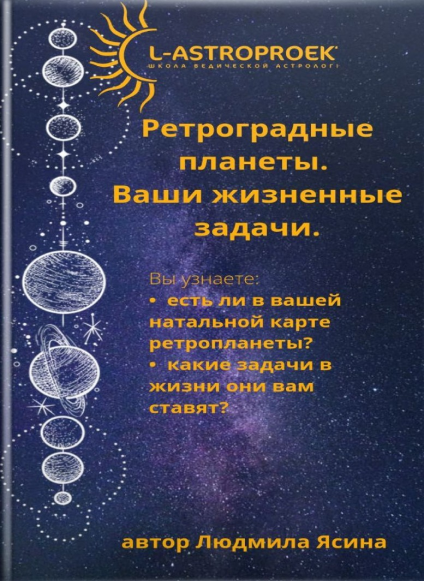 L-ASTROPROEK'
ШКОЛА ВЕДИЧЕСКОЙ АСТРОЛОГІ
Ретроградные
планеты.
Ваши жизненные
задачи.
Вы узнаете:
• есть ли в вашей
натальной карте
ретропланеты?
• какие задачи в
жизни они вам
ставят?
автор Людмила Ясина